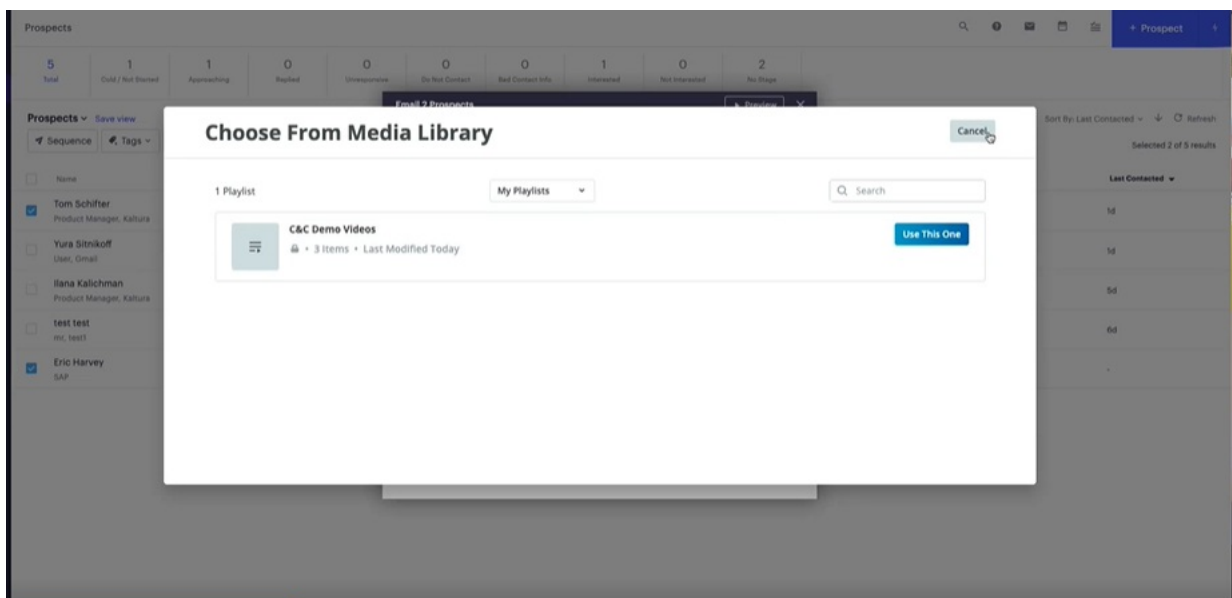 Prospects
+ Prospect
5 1 1 0 0 0 0 1 0 2
Total Cold / Not Started Approaching Replied Unresponsive Do Not Contact Bad Contact Info Interested Not Interested No Stage
Email 2 Prospects Preview
Prospects Save view
Sort By: Last Contacted Refresh
Choose From Media Library
Cancel
Sequence Tags
Selected 2 of 5 results
Name
Last Contacted
1 Playlist My Playlists Search
Tom Schifter
Product Manager, Kaltura
1d
C&C Demo Videos
3 Items • Last Modified Today
Use This One
Yura Sitnikoff
User, Gmail
1d
Ilana Kalichman
Product Manager, Kaltura
5d
test test
mr, test1
6d
Eric Harvey
SAP
-